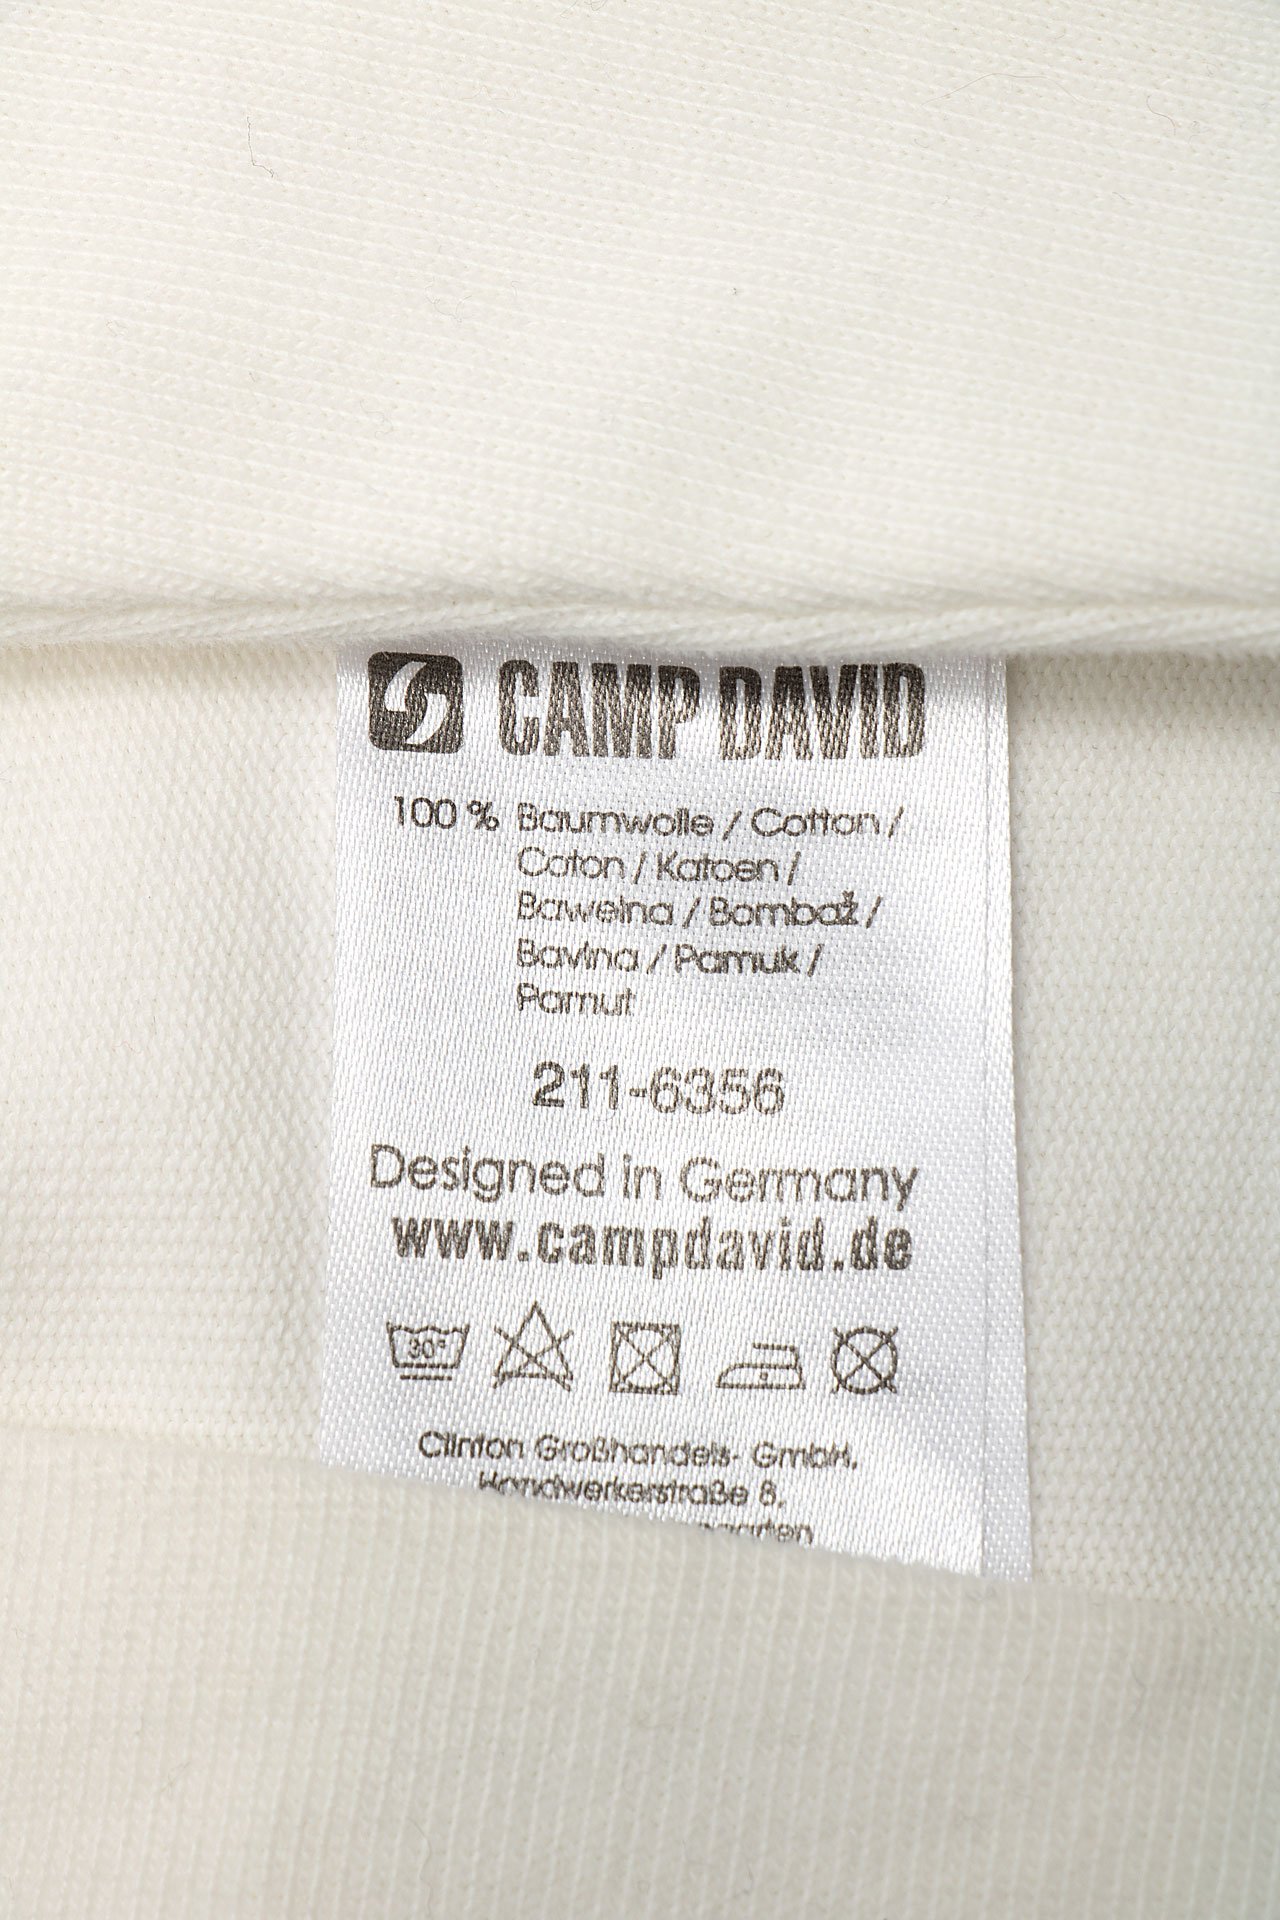 CAMP DAVID
100 % Baumwolle / Cotton /
Coton / Katoen /
Bawełna / Bombaž /
Bavlna / Pamuk /
Pamut
211-6356
Designed in Germany
www.campdavid.de
30°
Clinton Großhandels- GmbH,
Handwerkerstraße 8,